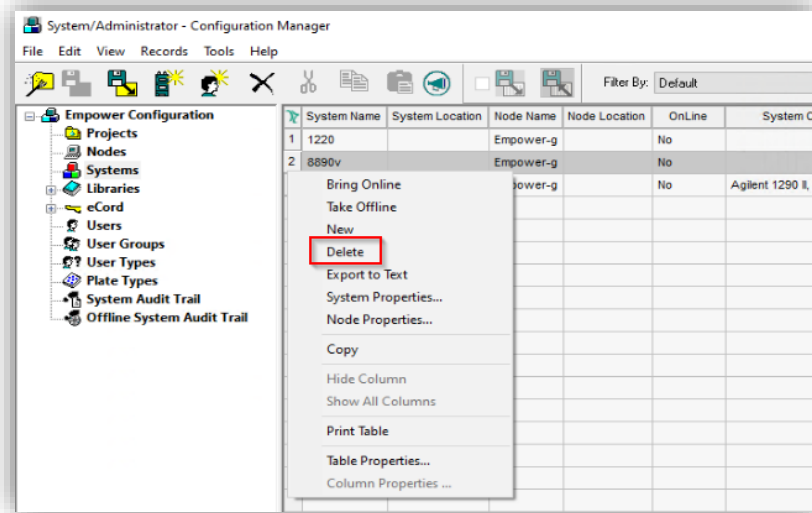 System/Administrator - Configuration Manager
File Edit View Records Tools Help
Filter By: Default
Empower Configuration
Projects
Nodes
Systems
Libraries
eCord
Users
User Groups
User Types
Plate Types
System Audit Trail
Offline System Audit Trail
System Name System Location Node Name Node Location OnLine System C
1 1220 Empower-g No
2 8890v Empower-g No
power-g No Agilent 1290 II,
Bring Online
Take Offline
New
Delete
Export to Text
System Properties...
Node Properties...
Copy
Hide Column
Show All Columns
Print Table
Table Properties...
Column Properties ...